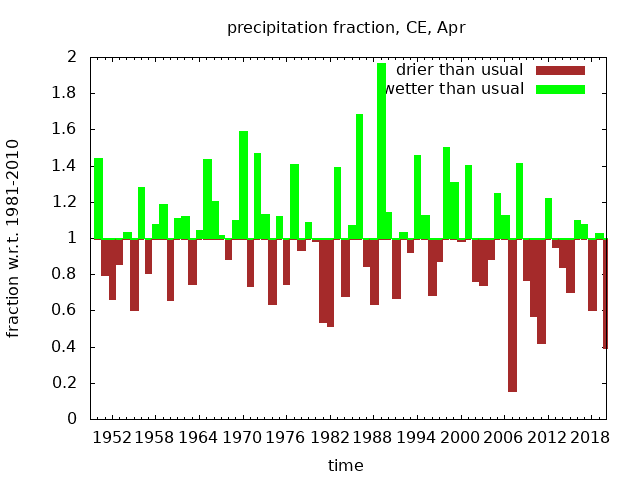 precipitation fraction, CE, Apr
fraction w.r.t. 1981-2010
2
1.8
1.6
1.4
1.2
1
0.8
0.6
0.4
0.2
0
drier than usual
wetter than usual
1952 1958 1964 1970 1976 1982 1988 1994 2000 2006 2012 2018
time